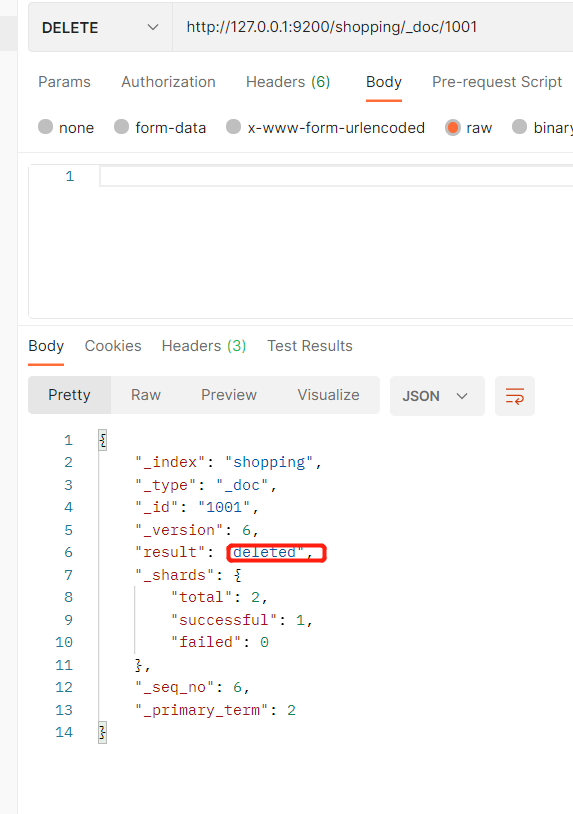 DELETE http://127.0.0.1:9200/shopping/_doc/1001
Params Authorization Headers (6) Body Pre-request Script
none form-data x-www-form-urlencoded raw binary
1
Body Cookies Headers (3) Test Results
Pretty Raw Preview Visualize JSON
1 {
2 "_index": "shopping",
3 "_type": "_doc",
4 "_id": "1001",
5 "_version": 6,
6 "result": "deleted",
7 "_shards": {
8 "total": 2,
9 "successful": 1,
10 "failed": 0
11 },
12 "_seq_no": 6,
13 "_primary_term": 2
14 }